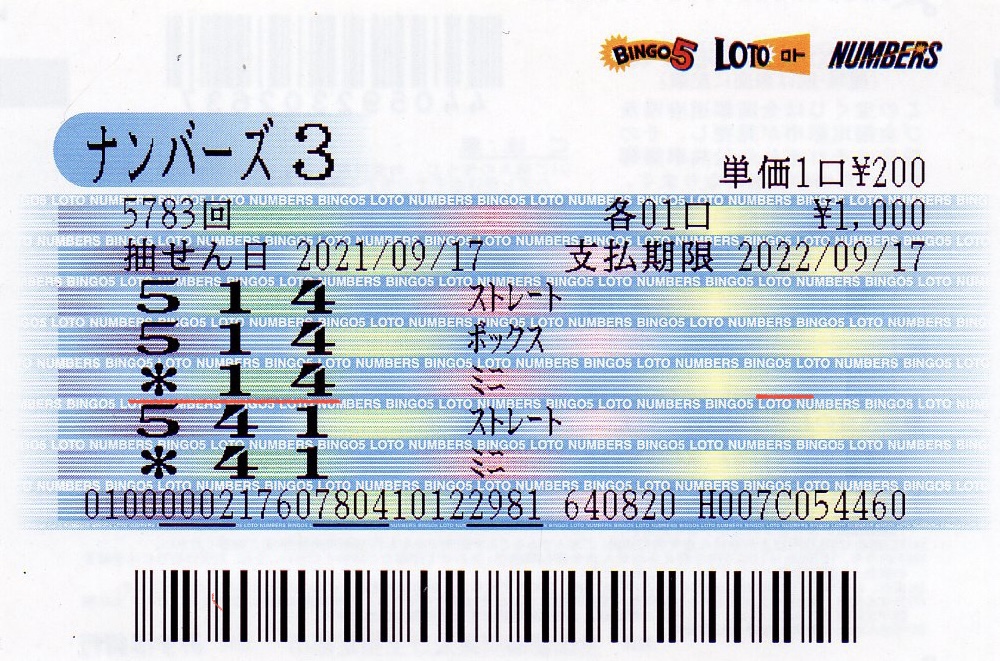 BINGO5 LOTO ロト NUMBERS
ナンバーズ 3
単価1口¥200
5783回 各01口 ¥1,000
抽せん日 2021/09/17 支払期限 2022/09/17
5 1 4 ストレート
5 1 4 ボックス
* 1 4 ミニ
5 4 1 ストレート
* 4 1 ミニ
010000021760780410122981 640820 H007C054460